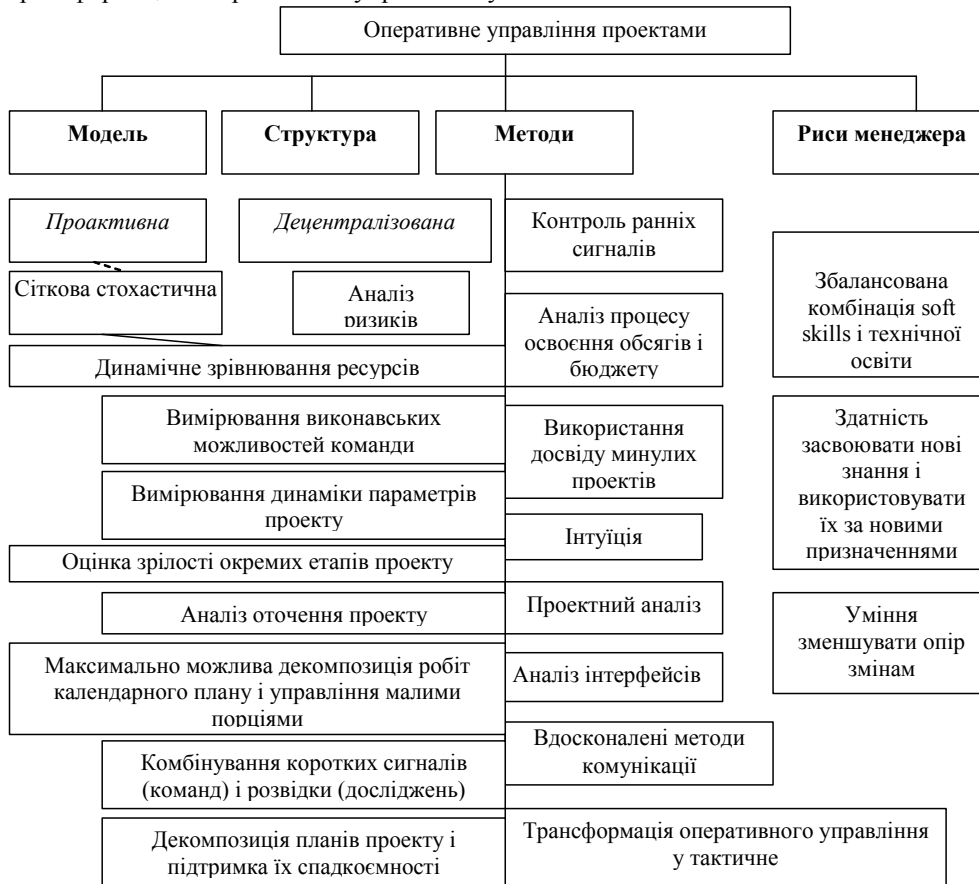 Оперативне управління проектами
Модель
Структура
Методи
Риси менеджера
Проактивна
Децентралізована
Контроль ранніх
сигналів
Збалансована
комбінація soft
skills і технічної
освіти
Сіткова стохастична
Аналіз
ризиків
Аналіз процесу
освоєння обсягів і
бюджету
Динамічне зрівнювання ресурсів
Вимірювання виконавських
можливостей команди
Використання
досвіду минулих
проектів
Здатність
засвоювати нові
знання і
використовувати
їх за новими
призначеннями
Вимірювання динаміки параметрів
проекту
Інтуїція
Оцінка зрілості окремих етапів проекту
Аналіз оточення проекту
Проектний аналіз
Уміння
зменшувати опір
змінам
Максимально можлива декомпозиція робіт
календарного плану і управління малими
порціями
Аналіз інтерфейсів
Вдосконалені методи
комунікації
Комбінування коротких сигналів
(команд) і розвідки (досліджень)
Декомпозиція планів проекту і
підтримка їх спадкоємності
Трансформація оперативного управління
у тактичне